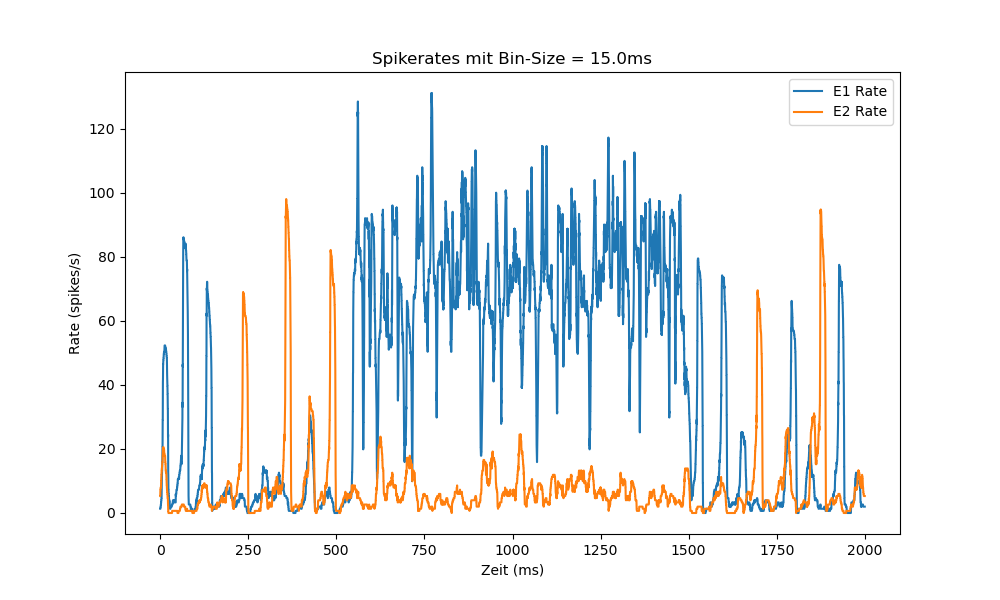 Spikerates mit Bin-Size = 15.0ms
E1 Rate
E2 Rate
120
100
80
60
40
20
0
Rate (spikes/s)
0 250 500 750 1000 1250 1500 1750 2000
Zeit (ms)